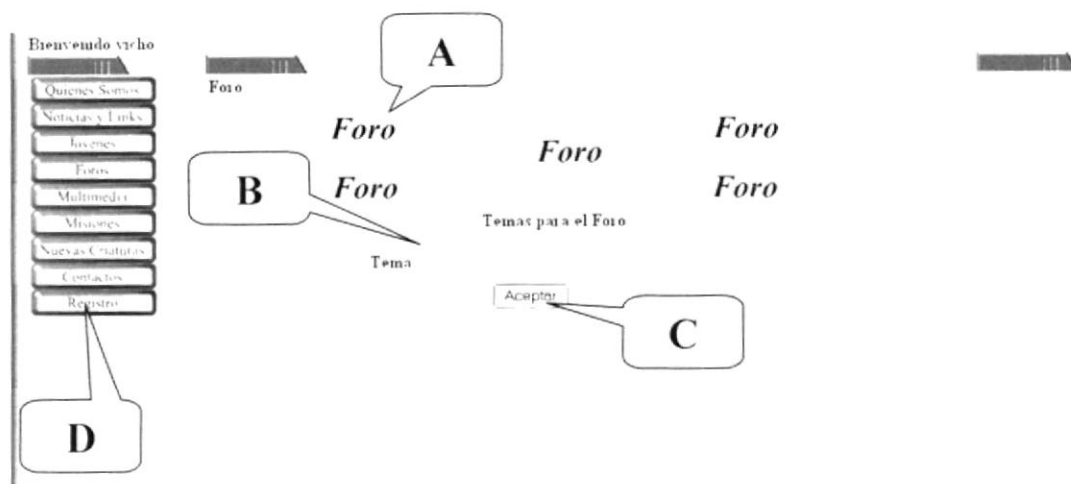 Bienvenido vicho
Quienes Somos
Noticias y Links
Jovenes
Foros
Multimedia
Misiones
Nuevas Criaturas
Contactos
Registro
D
Foro
A
Foro
Foro
Foro
B
Foro
Foro
Temas para el Foro
Tema
Aceptar
C